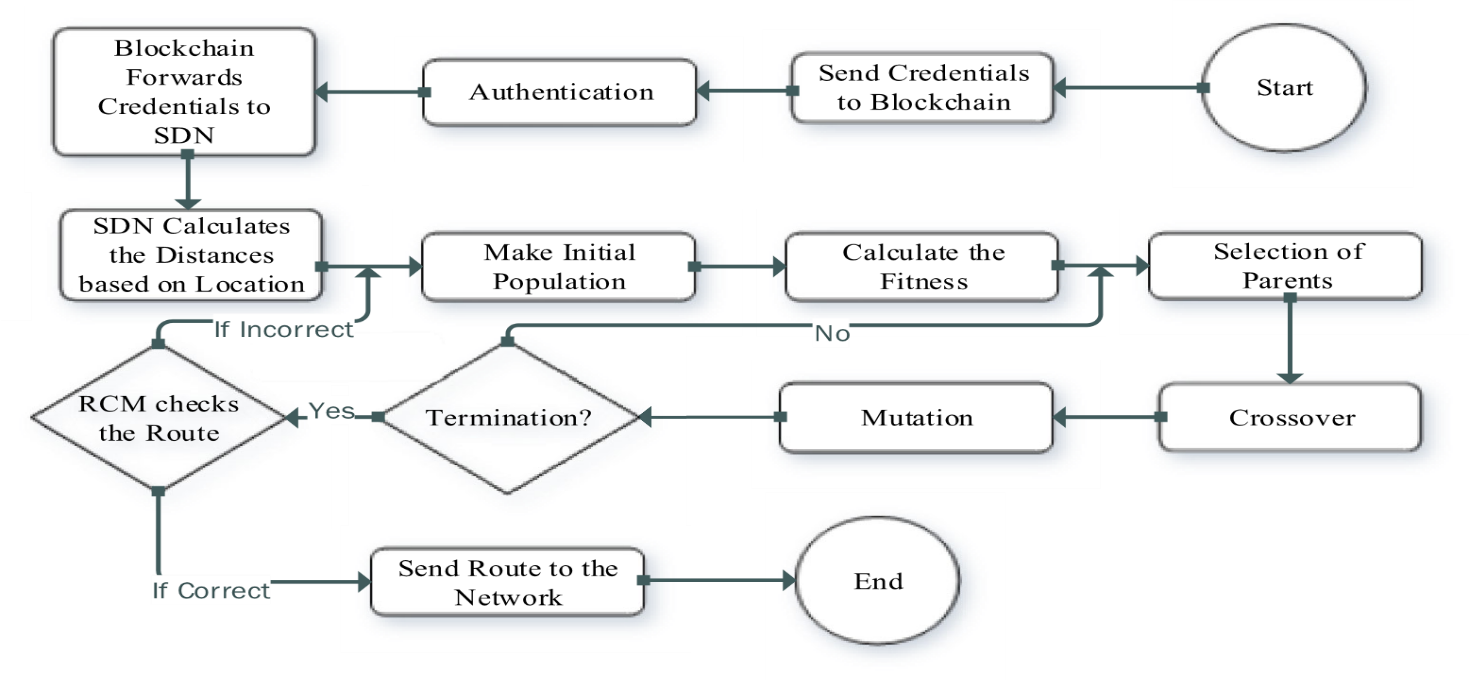 Start
Send Credentials
to Blockchain
Authentication
Blockchain
Forwards
Credentials to
SDN
SDN Calculates
the Distances
based on Location
Make Initial
Population
Calculate the
Fitness
Selection of
Parents
Crossover
Mutation
Termination?
No
Yes
RCM checks
the Route
If Incorrect
If Correct
Send Route to the
Network
End